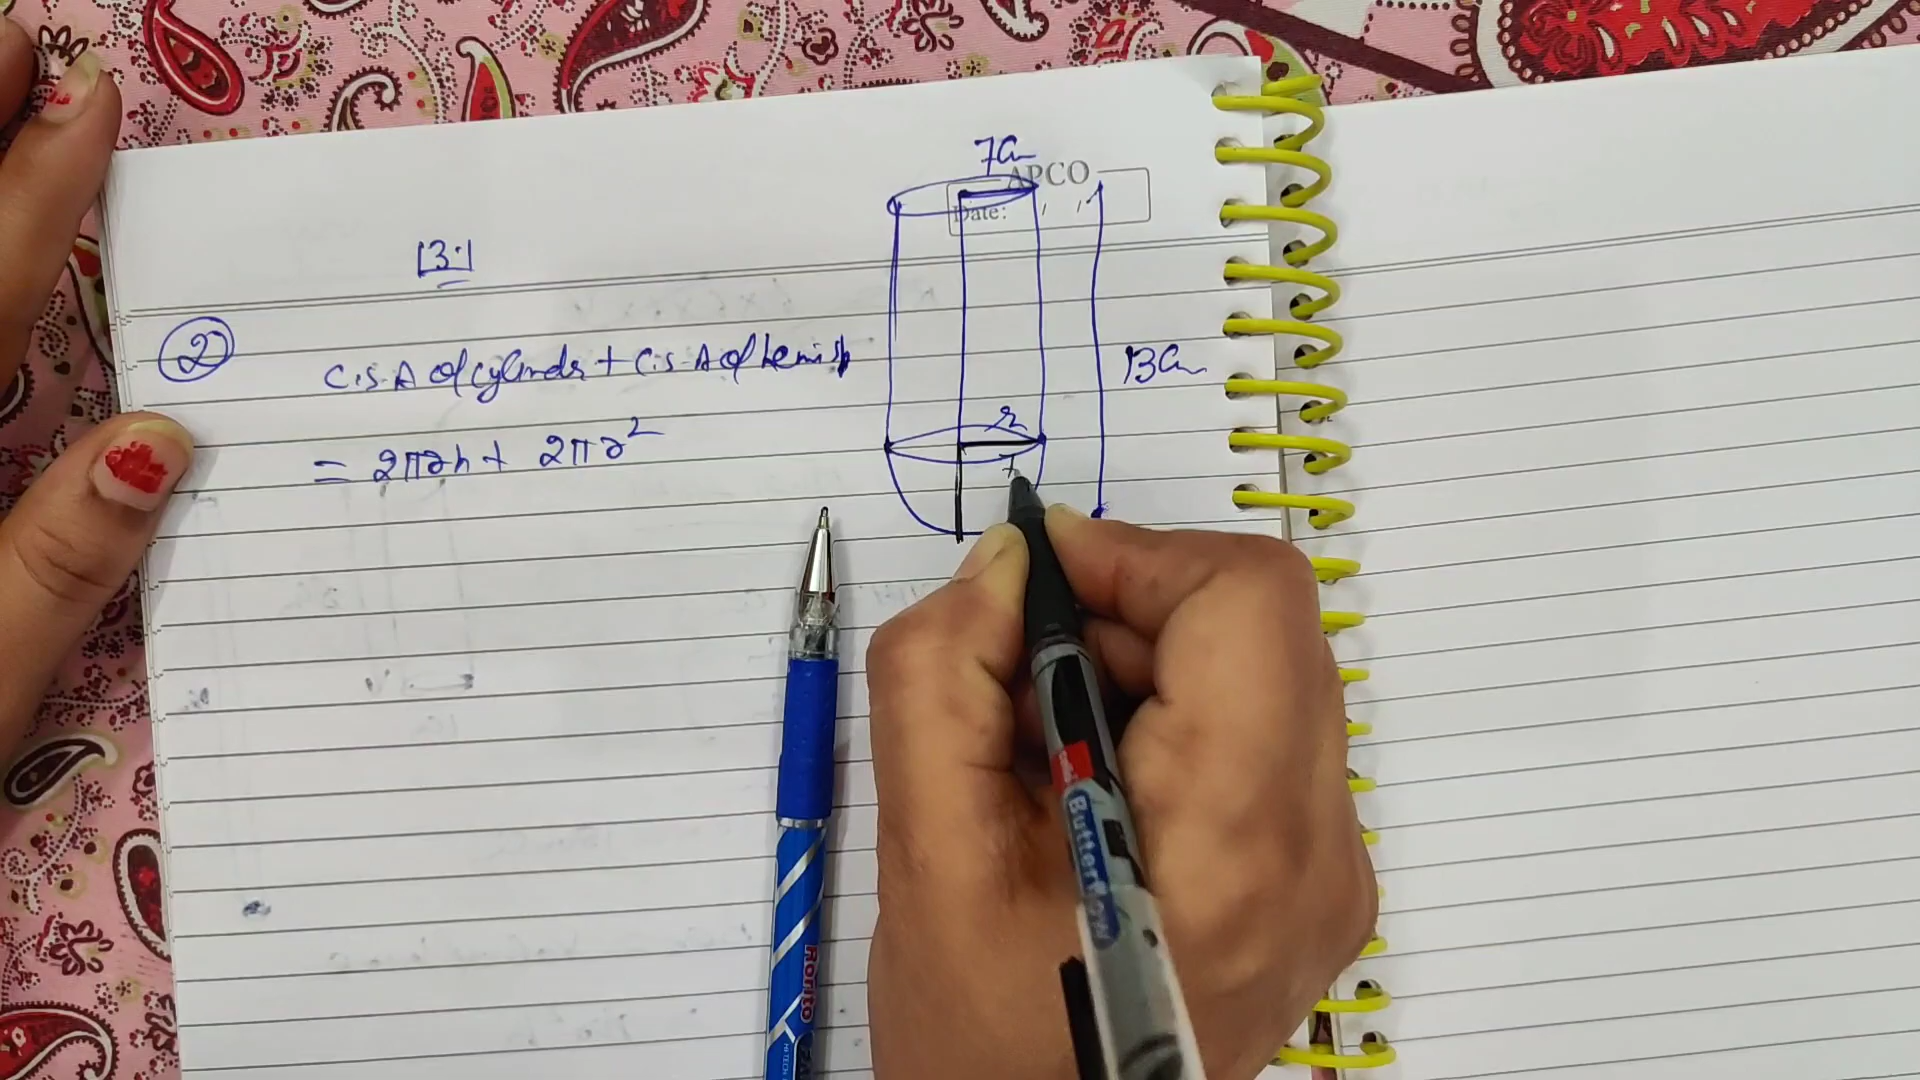 7cm
APCO
Date: / /
13.1
2
C.S.A of cylinder + C.S.A of hemisp
13cm
= 2πrh + 2πr²
r
7
Butterflow
Rorito